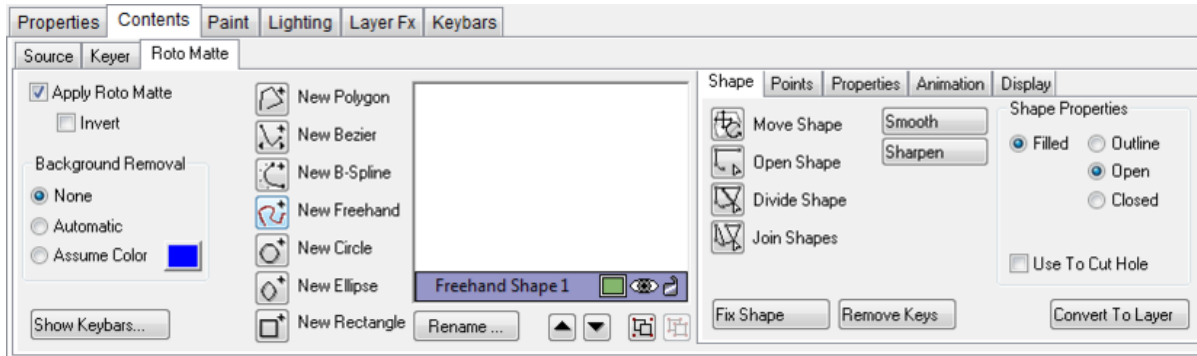 Properties Contents Paint Lighting Layer Fx Keybars
Source Keyer Roto Matte
Apply Roto Matte
Invert
Background Removal
None
Automatic
Assume Color
Show Keybars...
New Polygon
New Bezier
New B-Spline
New Freehand
New Circle
New Ellipse
New Rectangle
Freehand Shape 1
Rename ...
Shape Points Properties Animation Display
Move Shape
Open Shape
Divide Shape
Join Shapes
Smooth
Sharpen
Shape Properties
Filled Outline
Open
Closed
Use To Cut Hole
Fix Shape Remove Keys Convert To Layer